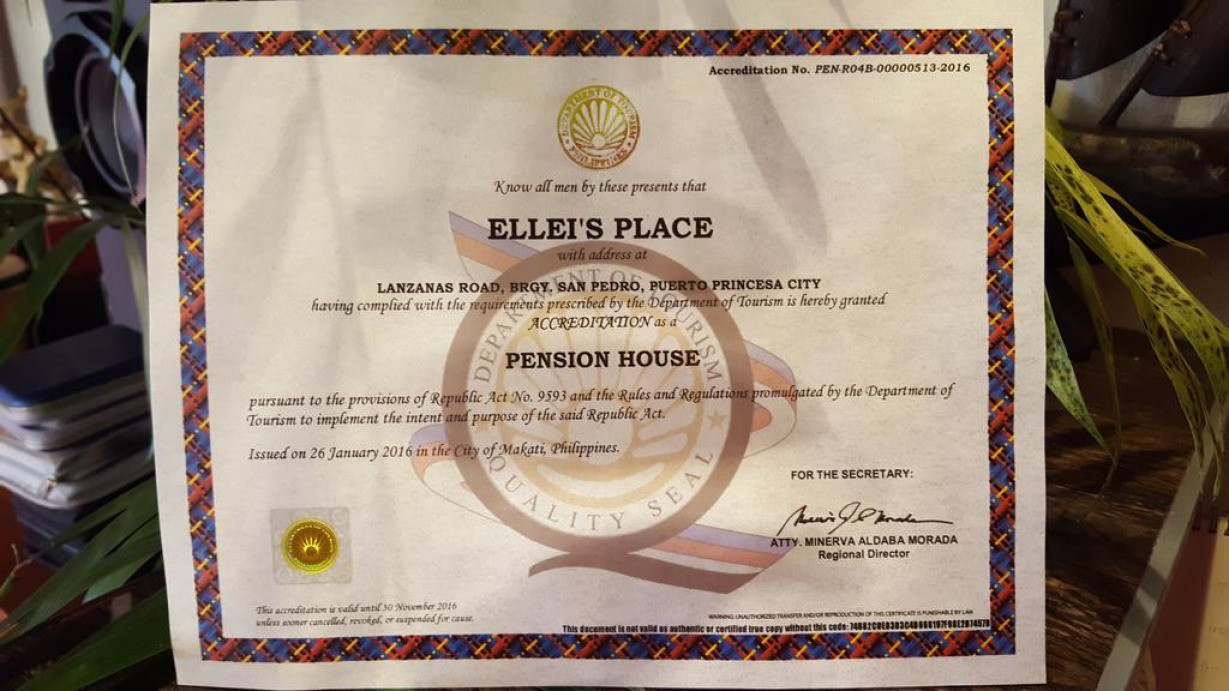 Accreditation No. PEN-R04B-00000513-2016
DEPARTMENT OF TOURISM
PHILIPPINES
Know all men by these presents that
ELLEI'S PLACE
with address at
LANZANAS ROAD, BRGY. SAN PEDRO, PUERTO PRINCESA CITY
having complied with the requirements prescribed by the Department of Tourism is hereby granted
ACCREDITATION as a
PENSION HOUSE
DEPARTMENT OF TOURISM
QUALITY SEAL
pursuant to the provisions of Republic Act No. 9593 and the Rules and Regulations promulgated by the Department of
Tourism to implement the intent and purpose of the said Republic Act.
Issued on 26 January 2016 in the City of Makati, Philippines.
FOR THE SECRETARY:
ATTY. MINERVA ALDABA MORADA
Regional Director
This accreditation is valid until 30 November 2016
unless sooner cancelled, revoked, or suspended for cause.
WARNING: UNAUTHORIZED TRANSFER AND/OR REPRODUCTION OF THIS CERTIFICATE IS PUNISHABLE BY LAW
This document is not valid as authentic or certified true copy without this code: